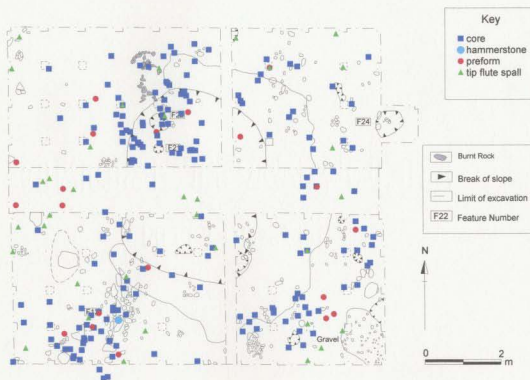 Key
core
hammerstone
preform
tip flute spall
Burnt Rock
Break of slope
Limit of excavation
F22 Feature Number
F24
N
Gravel
0 2
m